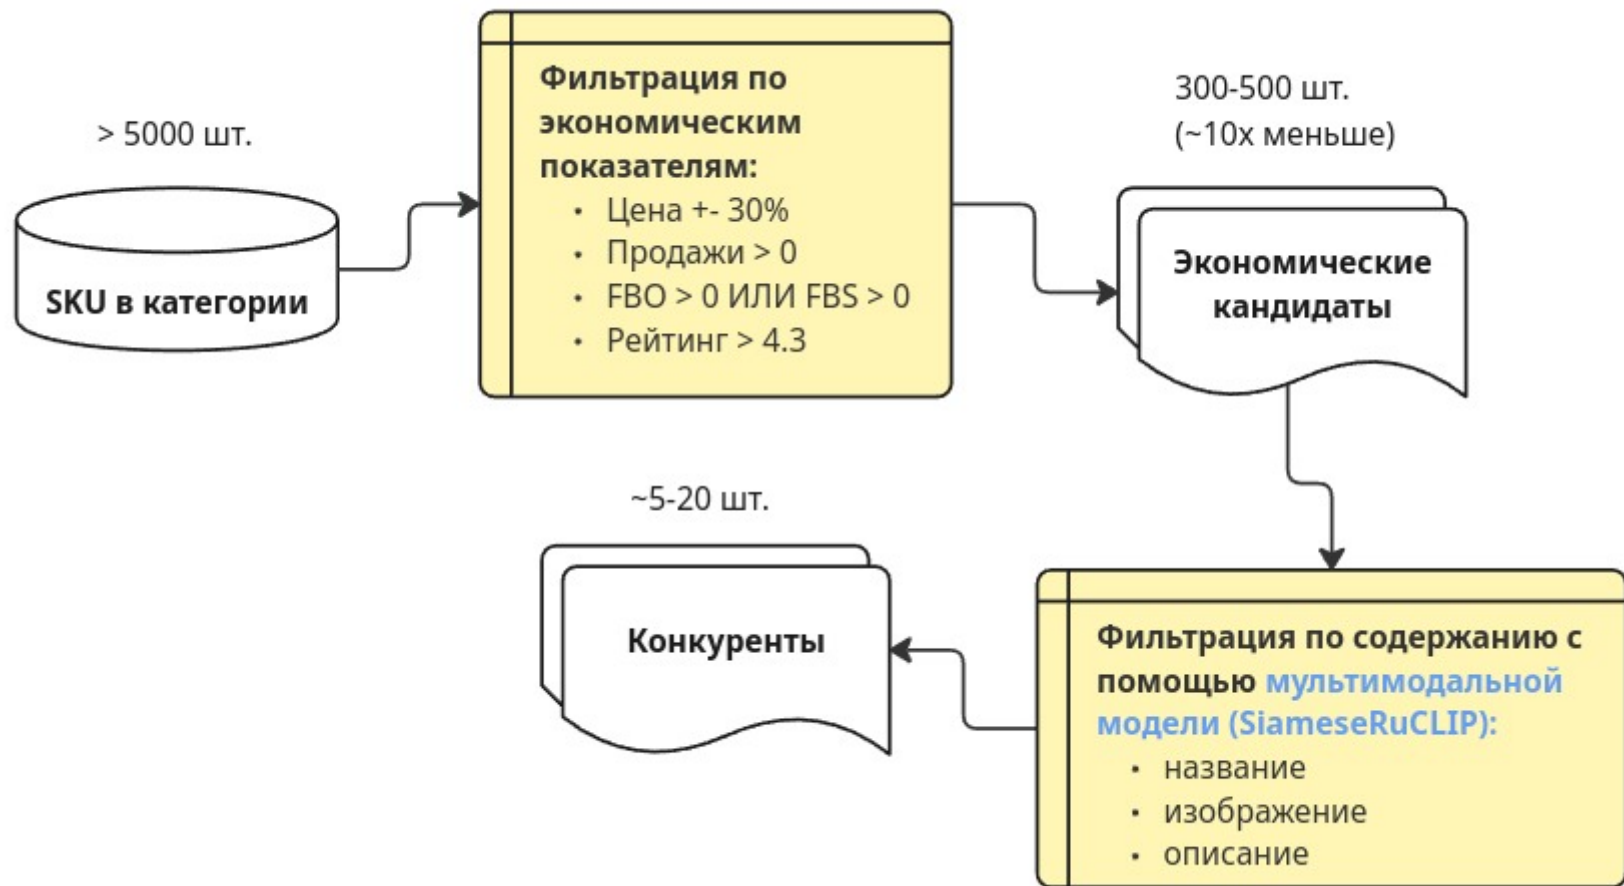 > 5000 шт.
SKU в категории
Фильтрация по
экономическим
показателям:
• Цена +- 30%
• Продажи > 0
• FBO > 0 ИЛИ FBS > 0
• Рейтинг > 4.3
300-500 шт.
(~10x меньше)
Экономические
кандидаты
Фильтрация по содержанию с
помощью мультимодальной
модели (SiameseRuCLIP):
• название
• изображение
• описание
~5-20 шт.
Конкуренты